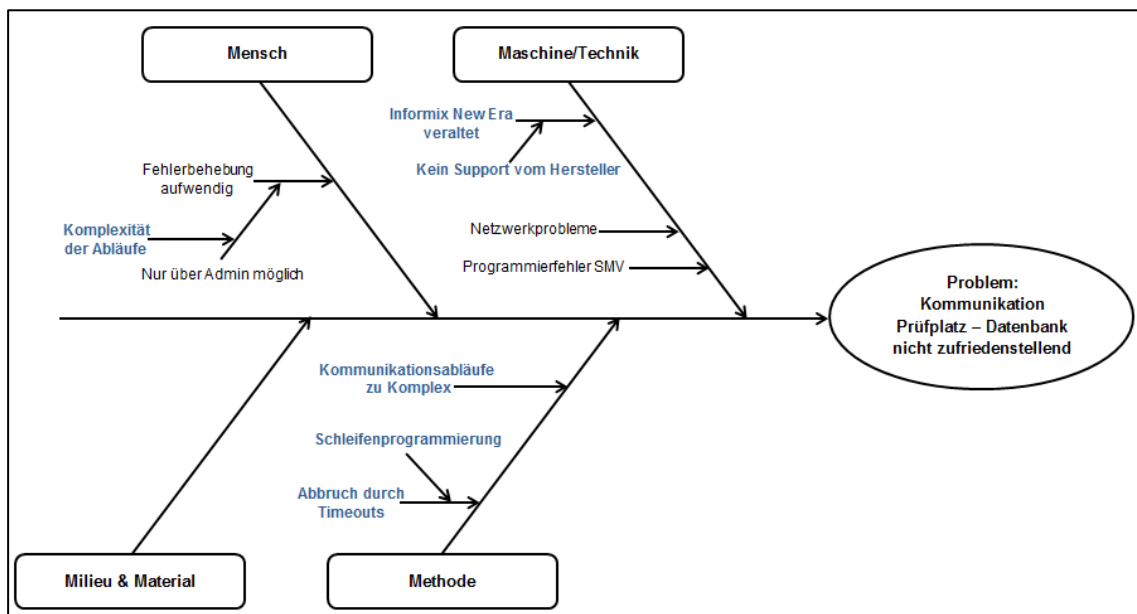 Mensch
Maschine/Technik
Informix New Era
veraltet
Kein Support vom Hersteller
Fehlerbehebung
aufwendig
Komplexität
der Abläufe
Nur über Admin möglich
Netzwerkprobleme
Programmierfehler SMV
Problem:
Kommunikation
Prüfplatz – Datenbank
nicht zufriedenstellend
Kommunikationsabläufe
zu Komplex
Schleifenprogrammierung
Abbruch durch
Timeouts
Milieu & Material
Methode